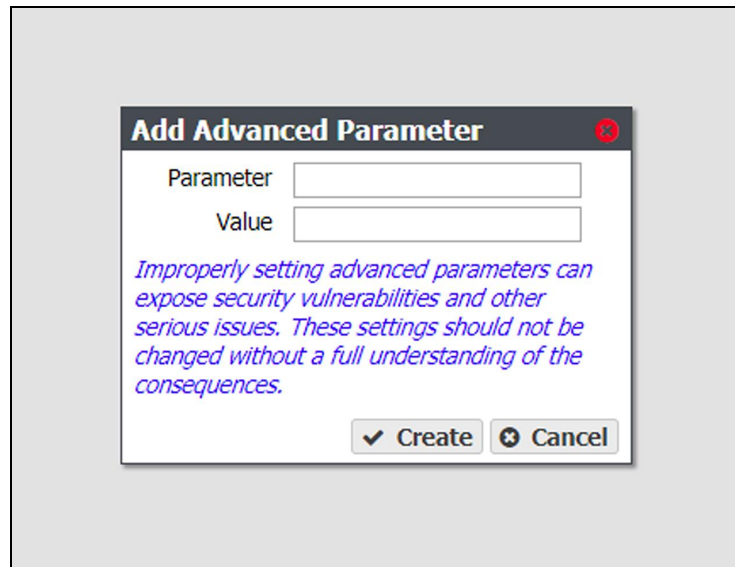 Add Advanced Parameter
Parameter
Value
Improperly setting advanced parameters can
expose security vulnerabilities and other
serious issues. These settings should not be
changed without a full understanding of the
consequences.
Create Cancel